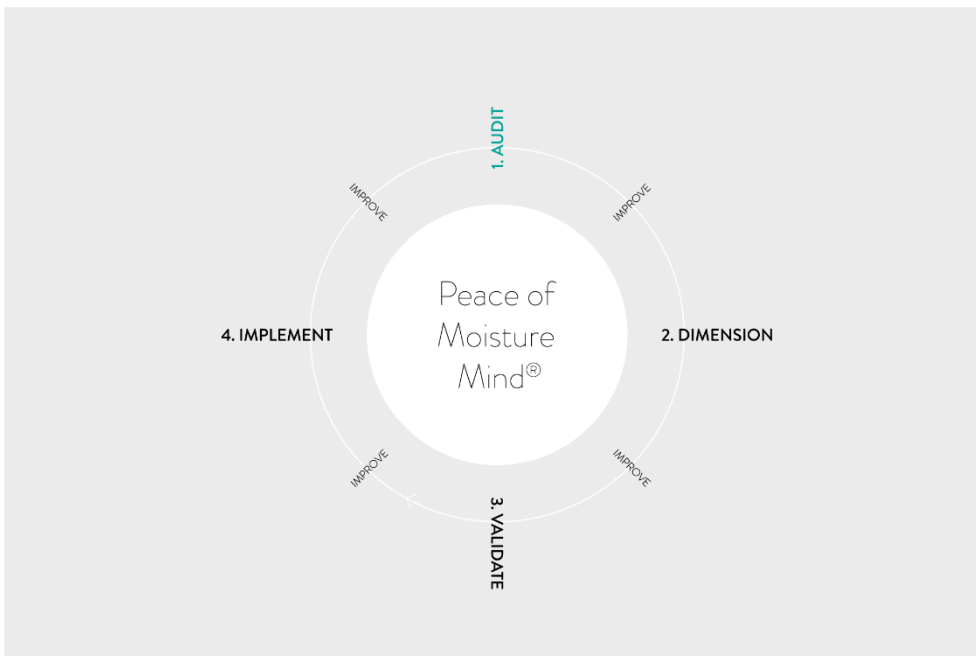 1. AUDIT
IMPROVE
IMPROVE
Peace of
Moisture
Mind®
4. IMPLEMENT
2. DIMENSION
IMPROVE
IMPROVE
3. VALIDATE